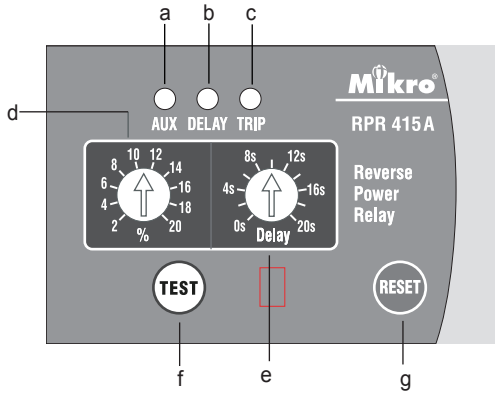 a b c
Mikro®
AUX DELAY TRIP
RPR 415A
d
2 4 6 8 10 12 14 16 18 20
%
0s 4s 8s 12s 16s 20s
Delay
Reverse
Power
Relay
TEST
RESET
f e g